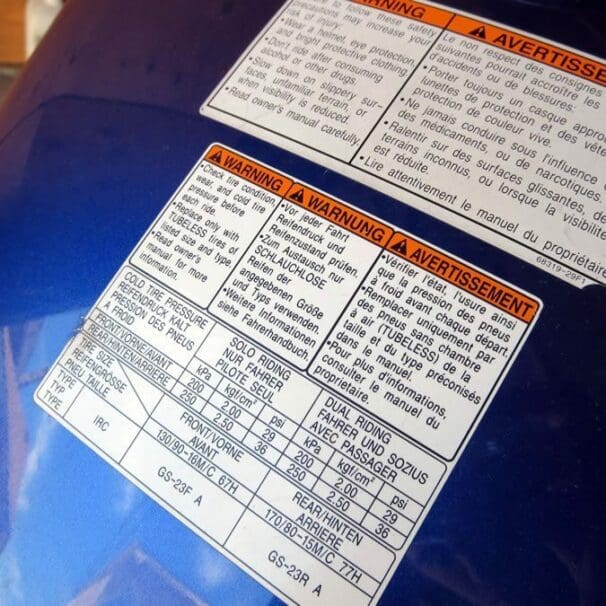 WARNING
to follow these safety
precautions may increase your
risk of injury.
•Wear a helmet, eye protection,
and bright protective clothing.
•Don't ride after consuming
alcohol or other drugs.
•Slow down on slippery sur-
faces, unfamiliar terrain, or
when visibility is reduced.
•Read owner's manual carefully.
AVERTISSE
Le non respect des consignes
suivantes pourrait accroître les
d'accidents ou de blessures:
•Porter toujours un casque
lunettes de protection et des
de protection de couleur vive.
•Ne jamais conduire sous l'influence
des médicaments, ou de narcotiques.
•Ralentir sur des surfaces glissantes,
terrains inconnus, ou lorsque la visibilité
est réduite.
•Lire attentivement le manuel du propriétaire
68319-29F1
WARNING
•Check tire condition,
wear, and cold tire
pressure before
each ride.
•Replace only with
TUBELESS tires of
listed size and type.
•Read owner's
manual for more
information.
WARNUNG
•Vor jeder Fahrt
Reifendruck und
Reifenzustand prüfen.
•Zum Austausch nur
SCHLAUCHLOSE
Reifen der
angegebenen Größe
und Typs verwenden.
•Weitere Informationen
siehe Fahrerhandbuch.
AVERTISSEMENT
•Vérifier l'état, l'usure ainsi
que la pression des pneus
à froid avant chaque départ.
•Remplacer uniquement par
des pneus sans chambre
à air (TUBELESS) de la
taille et du type préconisés
dans le manuel.
•Pour plus d'informations,
consulter le manuel du
propriétaire.
COLD TIRE PRESSURE
REIFENDRUCK KALT
PRESSION DES PNEUS
A FROID
SOLO RIDING
NUR FAHRER
PILOTE SEUL
DUAL RIDING
FAHRER UND SOZIUS
AVEC PASSAGER
kPa kgf/cm² psi kPa kgf/cm² psi
FRONT/VORNE/AVANT 200 2.00 29 200 2.00 29
REAR/HINTEN/ARRIERE 250 2.50 36 250 2.50 36
TIRE SIZE
REIFENGRÖSSE
PNEU TAILLE
FRONT/VORNE
AVANT
130/90-16M/C 67H
REAR/HINTEN
ARRIERE
170/80-15M/C 77H
TYPE
TYP
TYPE
IRC
GS-23F A
GS-23R A